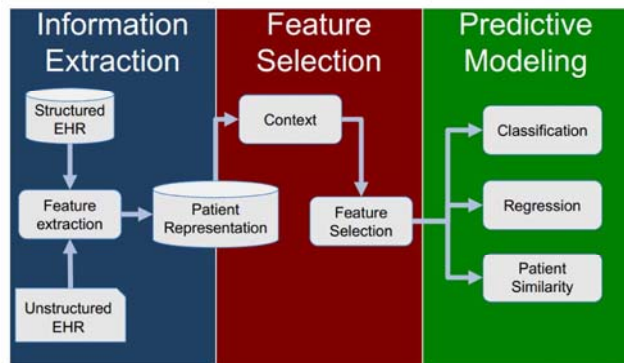 Information
Extraction
Feature
Selection
Predictive
Modeling
Structured
EHR
Feature
extraction
Unstructured
EHR
Patient
Representation
Context
Feature
Selection
Classification
Regression
Patient
Similarity